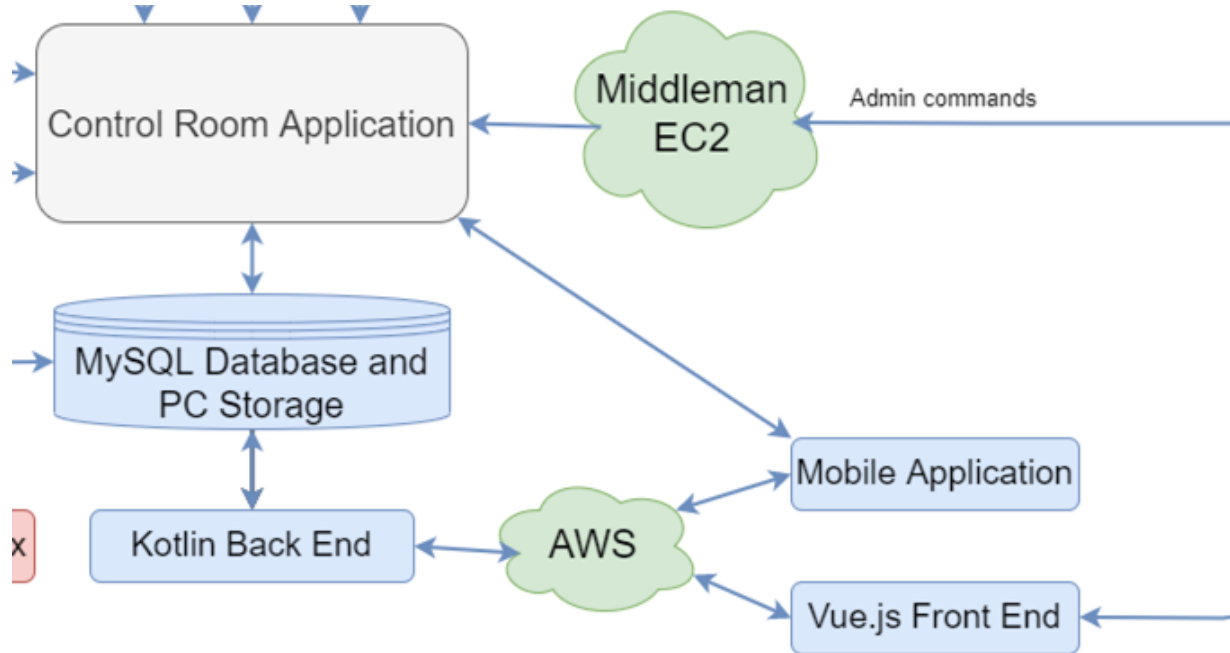 Control Room Application
Middleman
EC2
Admin commands
MySQL Database and
PC Storage
Mobile Application
x
Kotlin Back End
AWS
Vue.js Front End